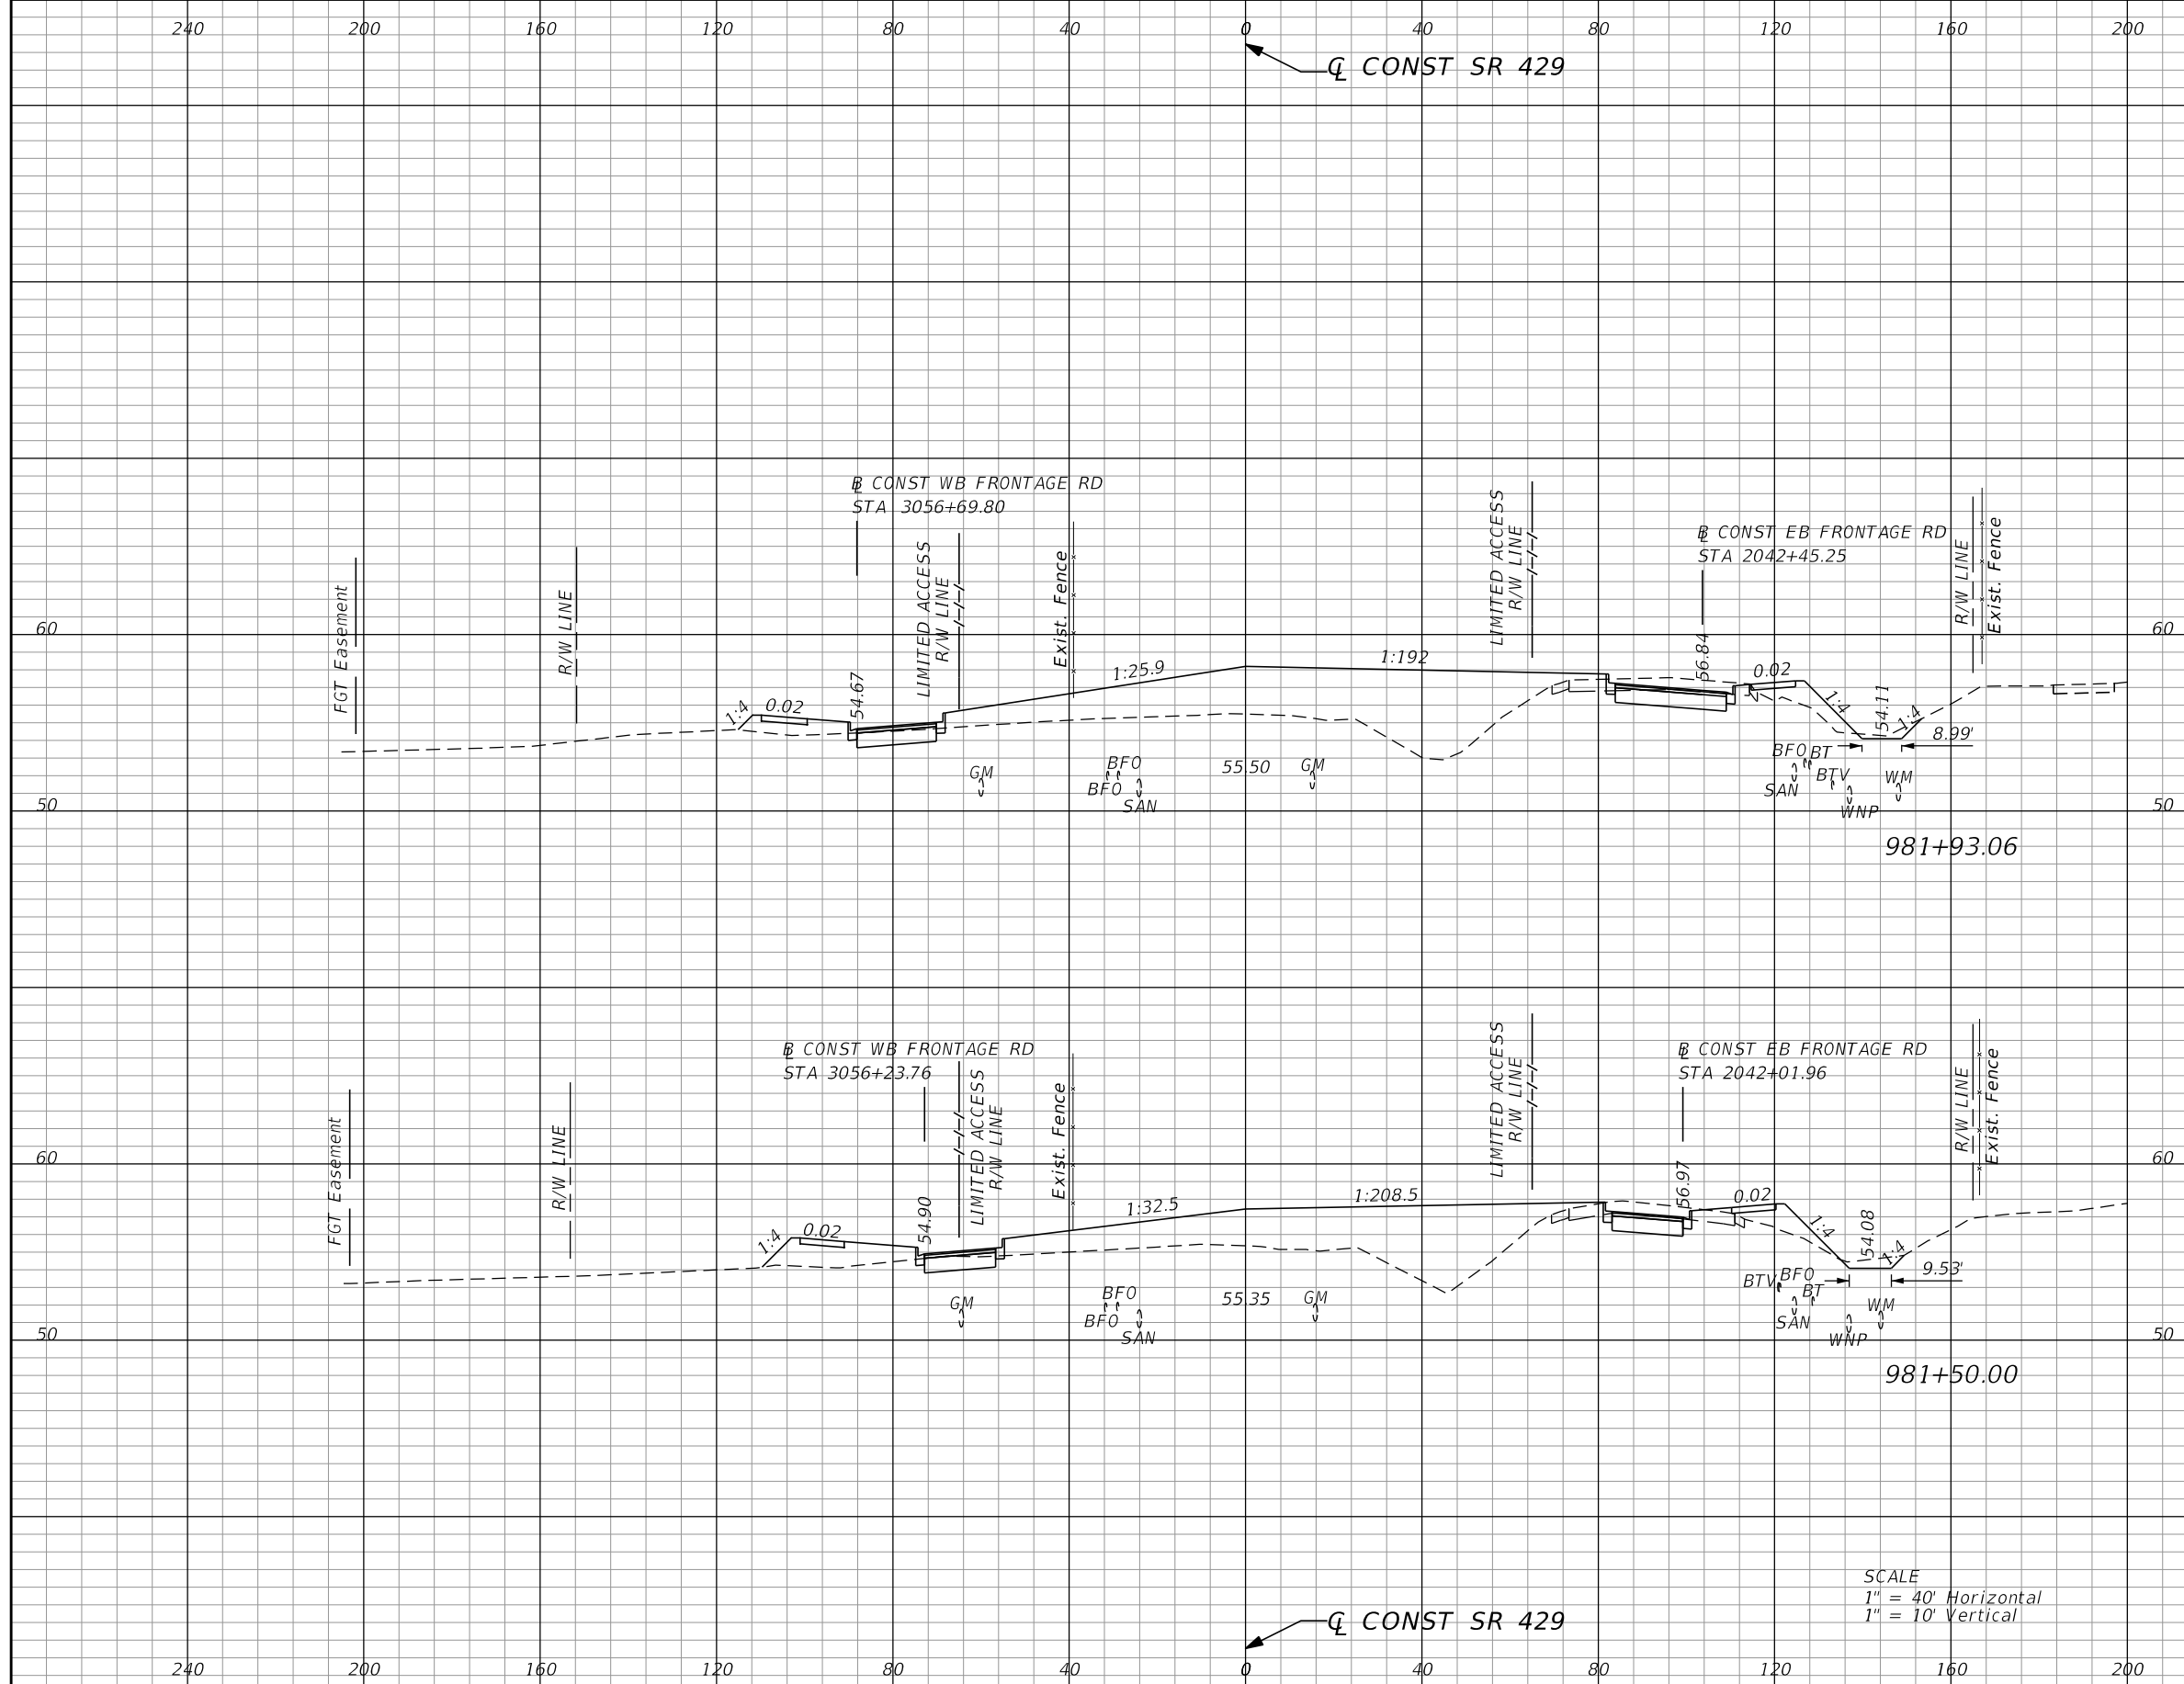 240 200 160 120 80 40 0 40 80 120 160 200
CL CONST SR 429
BL CONST WB FRONTAGE RD
STA 3056+69.80
BL CONST EB FRONTAGE RD
STA 2042+45.25
FGT Easement
R/W LINE
LIMITED ACCESS
R/W LINE
Exist. Fence
LIMITED ACCESS
R/W LINE
R/W LINE
Exist. Fence
60 60
1:4
0.02
54.67
1:25.9
1:192
56.84
0.02
1:4
54.11
1:4
8.99'
GM
BFO
BFO
SAN
55.50
GM
BFO
BT
SAN
BTV
WNP
WM
50 50
981+93.06
BL CONST WB FRONTAGE RD
STA 3056+23.76
BL CONST EB FRONTAGE RD
STA 2042+01.96
FGT Easement
R/W LINE
LIMITED ACCESS
R/W LINE
Exist. Fence
LIMITED ACCESS
R/W LINE
R/W LINE
Exist. Fence
60 60
1:4
0.02
54.90
1:32.5
1:208.5
56.97
0.02
1:4
54.08
1:4
9.53'
GM
BFO
BFO
SAN
55.35
GM
BTV
BFO
BT
SAN
WNP
WM
50 50
981+50.00
SCALE
1" = 40' Horizontal
1" = 10' Vertical
CL CONST SR 429
240 200 160 120 80 40 0 40 80 120 160 200